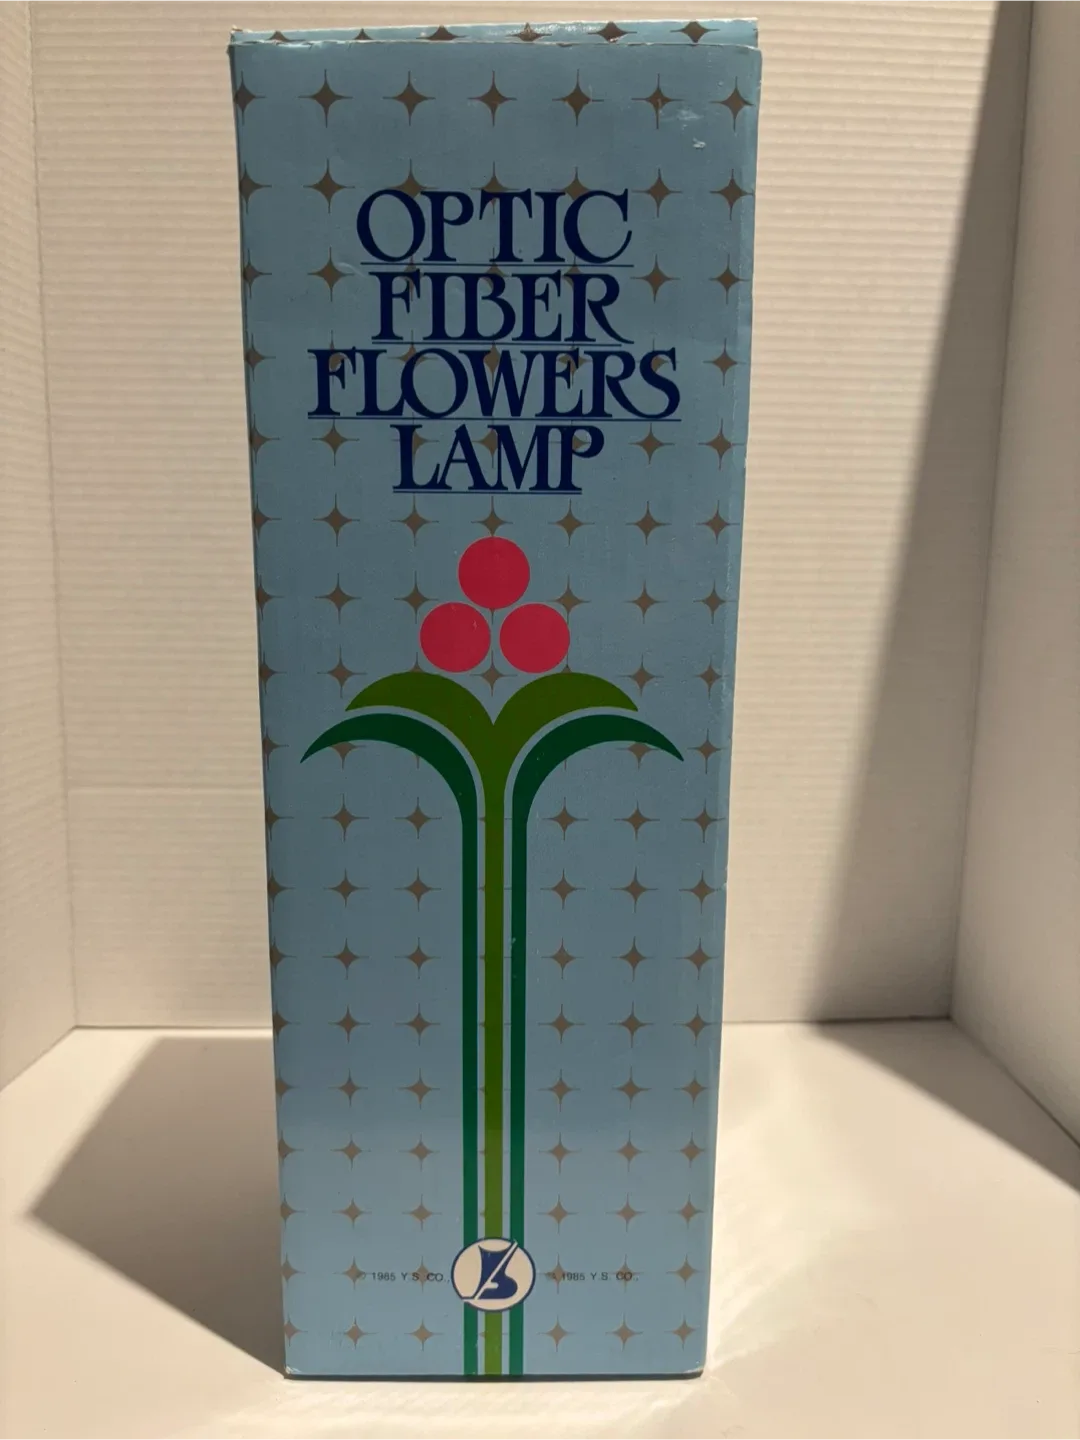 OPTIC
FIBER
FLOWERS
LAMP
© 1985 Y.S. CO., © 1985 Y.S. CO.,